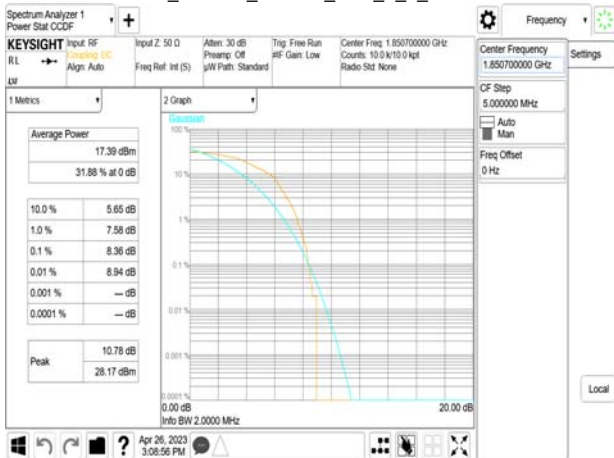 Spectrum Analyzer 1
Power Stat CCDF
Frequency
KEYSIGHT
RL
Input: RF
Coupling: DC
Align: Auto
Input Z: 50 Ω
Freq Ref: Int (S)
Atten: 30 dB
Preamp: Off
µW Path: Standard
Trig: Free Run
#IF Gain: Low
Center Freq: 1.850700000 GHz
Counts: 10.0 k/10.0 kpt
Radio Std: None
Center Frequency
1.850700000 GHz
Settings
CF Step
5.000000 MHz
Auto
Man
Freq Offset
0 Hz
1 Metrics
2 Graph
Gaussian
Average Power
17.39 dBm
31.88 % at 0 dB
10.0 % 5.65 dB
1.0 % 7.58 dB
0.1 % 8.36 dB
0.01 % 8.94 dB
0.001 % --- dB
0.0001 % --- dB
Peak 10.78 dB
28.17 dBm
100 %
10 %
1 %
0.1 %
0.01 %
0.001 %
0.0001 %
0.00 dB
20.00 dB
Info BW 2.0000 MHz
Local
?
Apr 26, 2023
3:08:56 PM